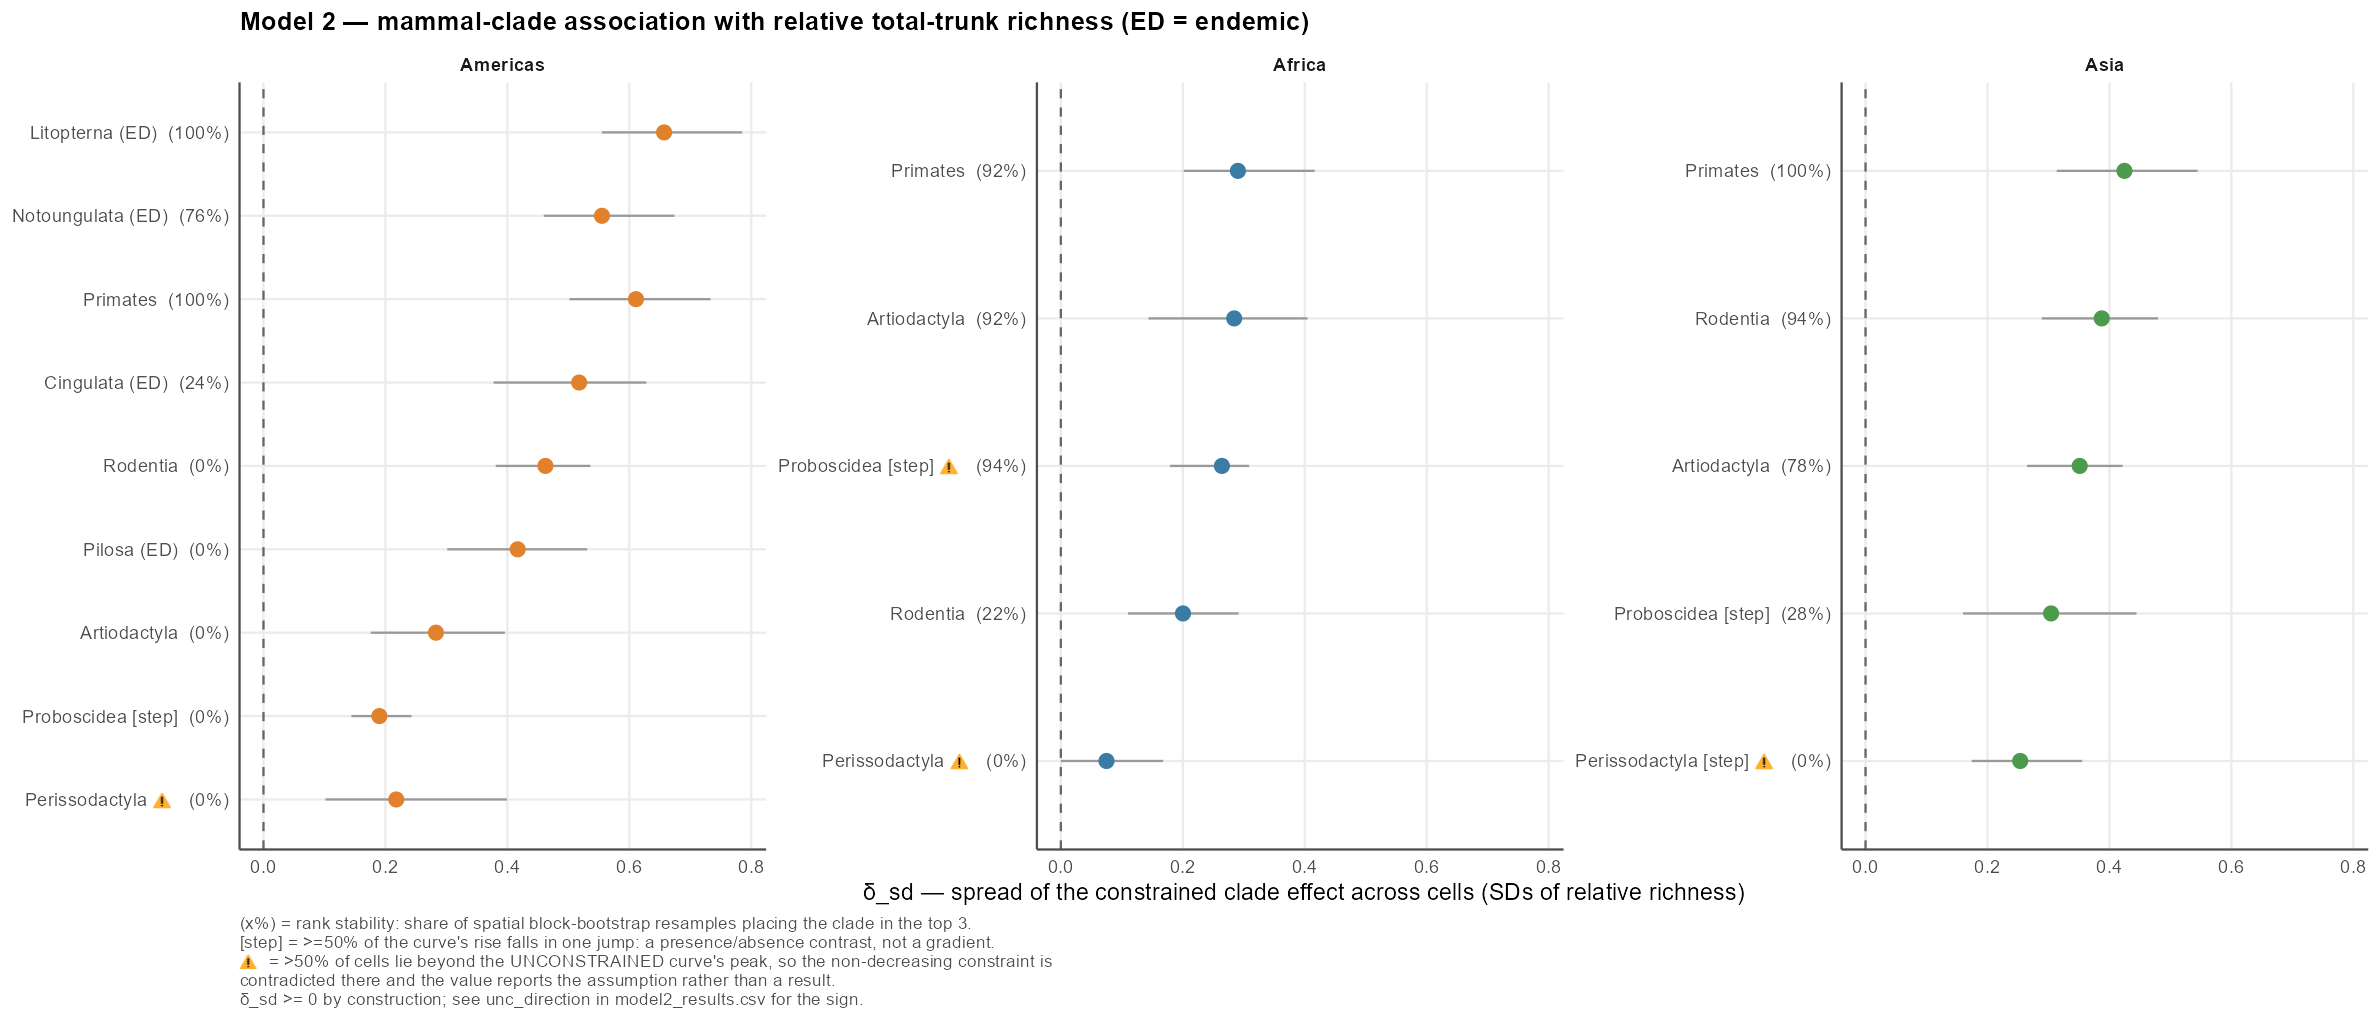 Model 2 — mammal-clade association with relative total-trunk richness (ED = endemic)
Americas
Litopterna (ED) (100%)
Notoungulata (ED) (76%)
Primates (100%)
Cingulata (ED) (24%)
Rodentia (0%)
Pilosa (ED) (0%)
Artiodactyla (0%)
Proboscidea [step] (0%)
Perissodactyla ⚠ (0%)
0.0 0.2 0.4 0.6 0.8
Africa
Primates (92%)
Artiodactyla (92%)
Proboscidea [step] ⚠ (94%)
Rodentia (22%)
Perissodactyla ⚠ (0%)
0.0 0.2 0.4 0.6 0.8
Asia
Primates (100%)
Rodentia (94%)
Artiodactyla (78%)
Proboscidea [step] (28%)
Perissodactyla [step] ⚠ (0%)
0.0 0.2 0.4 0.6 0.8
δ_sd — spread of the constrained clade effect across cells (SDs of relative richness)
(x%) = rank stability: share of spatial block-bootstrap resamples placing the clade in the top 3.
[step] = >=50% of the curve's rise falls in one jump: a presence/absence contrast, not a gradient.
⚠ = >50% of cells lie beyond the UNCONSTRAINED curve's peak, so the non-decreasing constraint is
contradicted there and the value reports the assumption rather than a result.
δ_sd >= 0 by construction; see unc_direction in model2_results.csv for the sign.